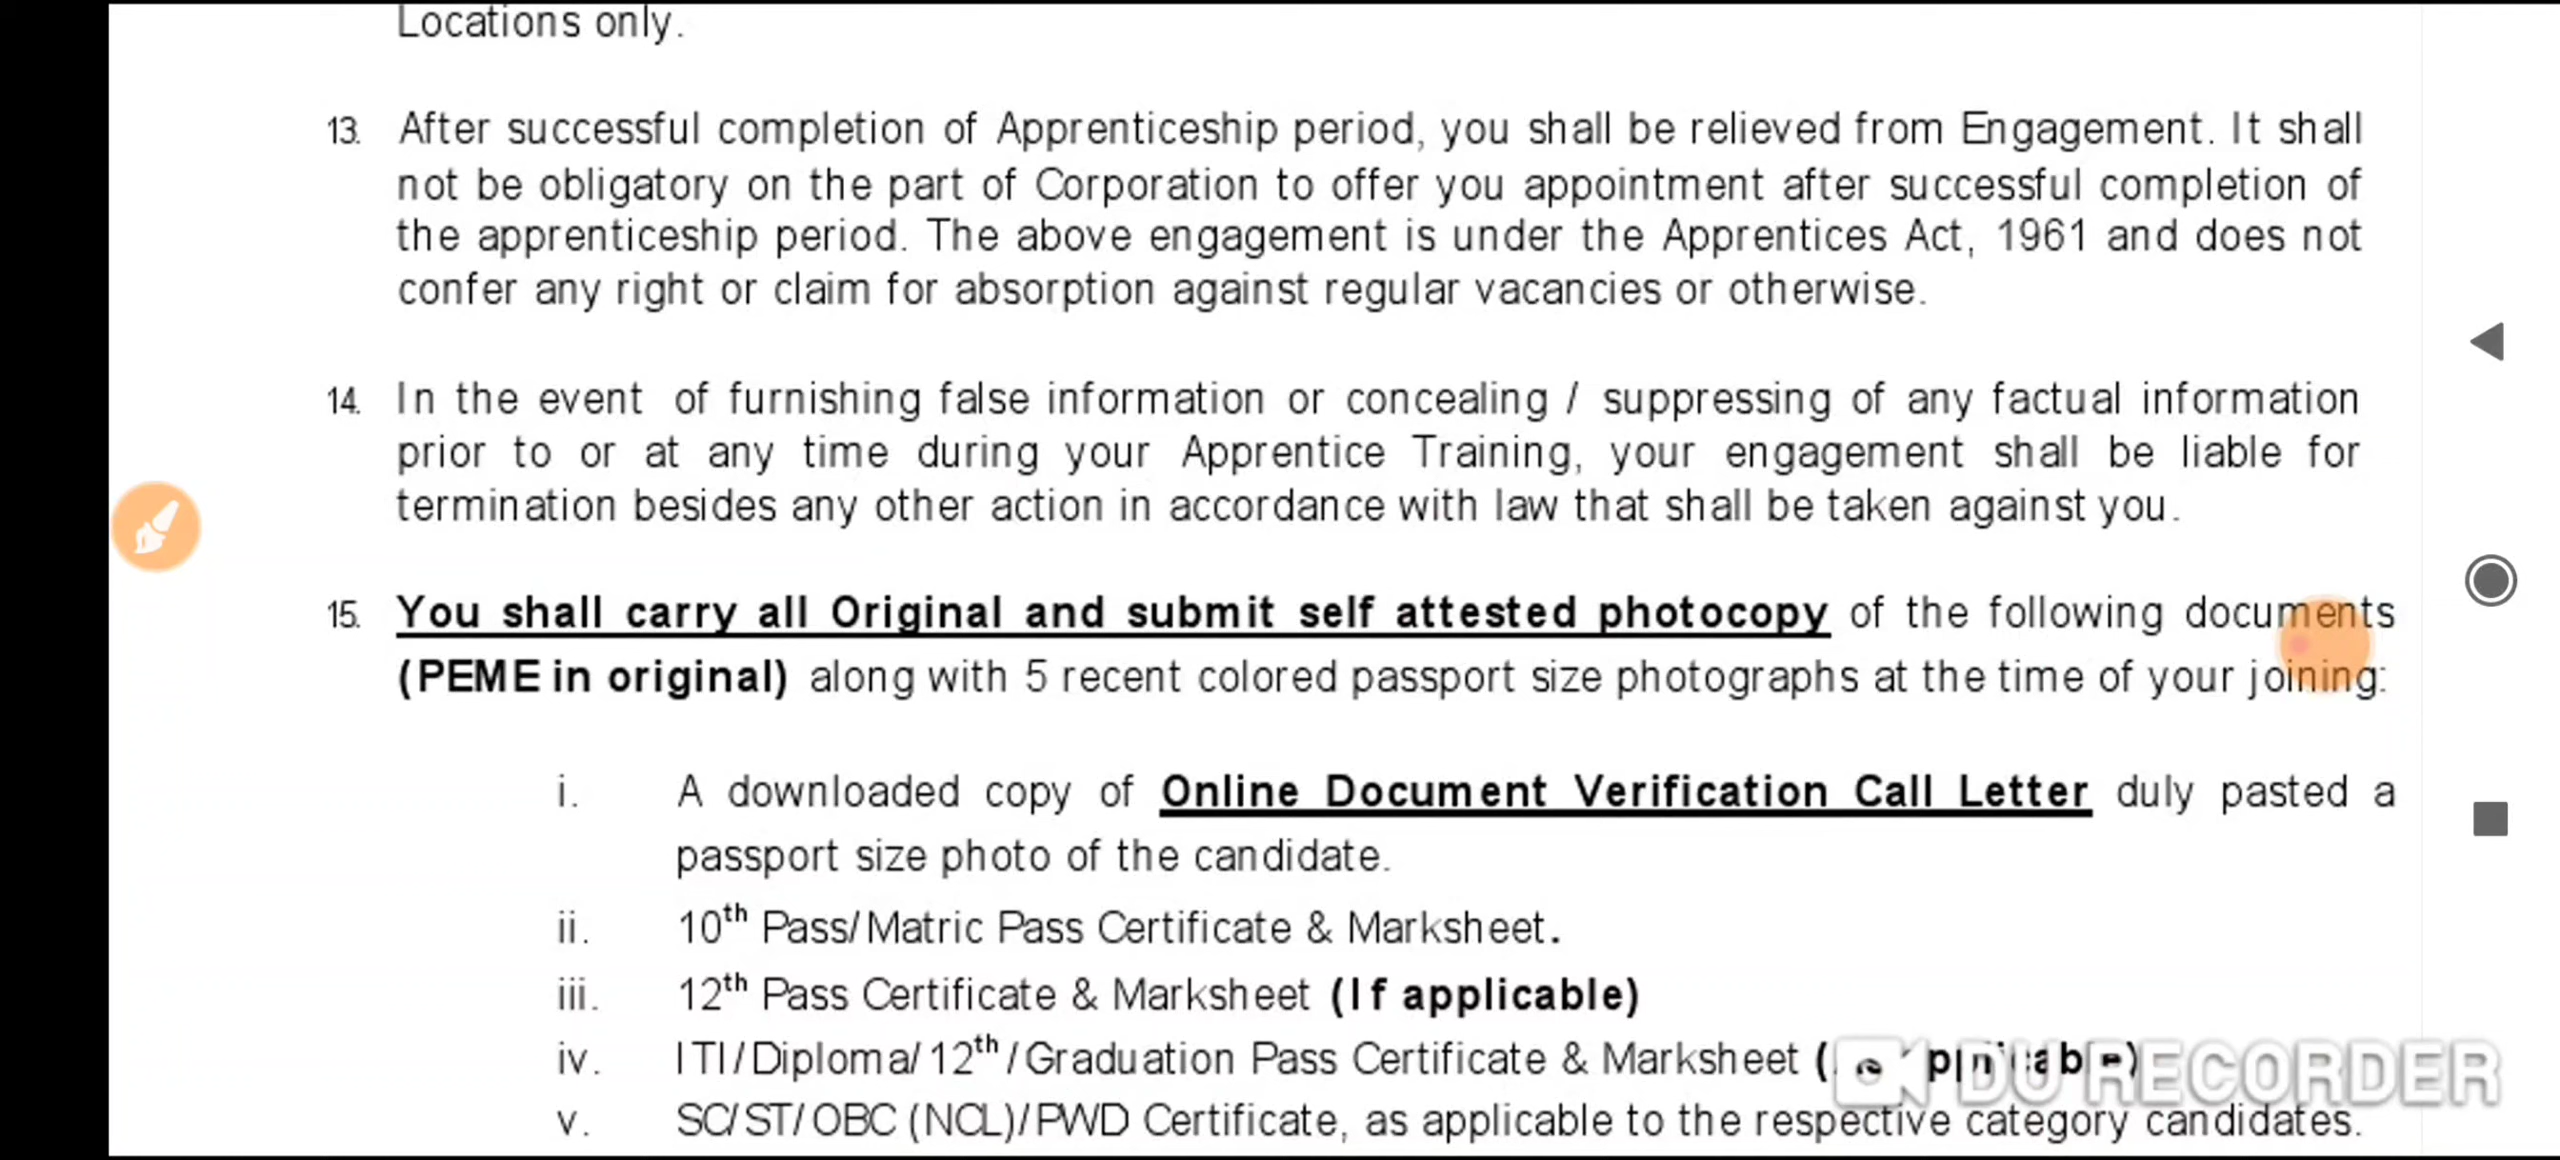 Locations only.
13. After successful completion of Apprenticeship period, you shall be relieved from Engagement. It shall
not be obligatory on the part of Corporation to offer you appointment after successful completion of
the apprenticeship period. The above engagement is under the Apprentices Act, 1961 and does not
confer any right or claim for absorption against regular vacancies or otherwise.
14. In the event of furnishing false information or concealing / suppressing of any factual information
prior to or at any time during your Apprentice Training, your engagement shall be liable for
termination besides any other action in accordance with law that shall be taken against you.
15. You shall carry all Original and submit self attested photocopy of the following documents
(PEME in original) along with 5 recent colored passport size photographs at the time of your joining:
i. A downloaded copy of Online Document Verification Call Letter duly pasted a
passport size photo of the candidate.
ii. 10th Pass/Matric Pass Certificate & Marksheet.
iii. 12th Pass Certificate & Marksheet (If applicable)
iv. ITI/Diploma/12th/Graduation Pass Certificate & Marksheet
DU RECORDER
v. SC/ST/OBC (NCL)/PWD Certificate, as applicable to the respective category candidates.